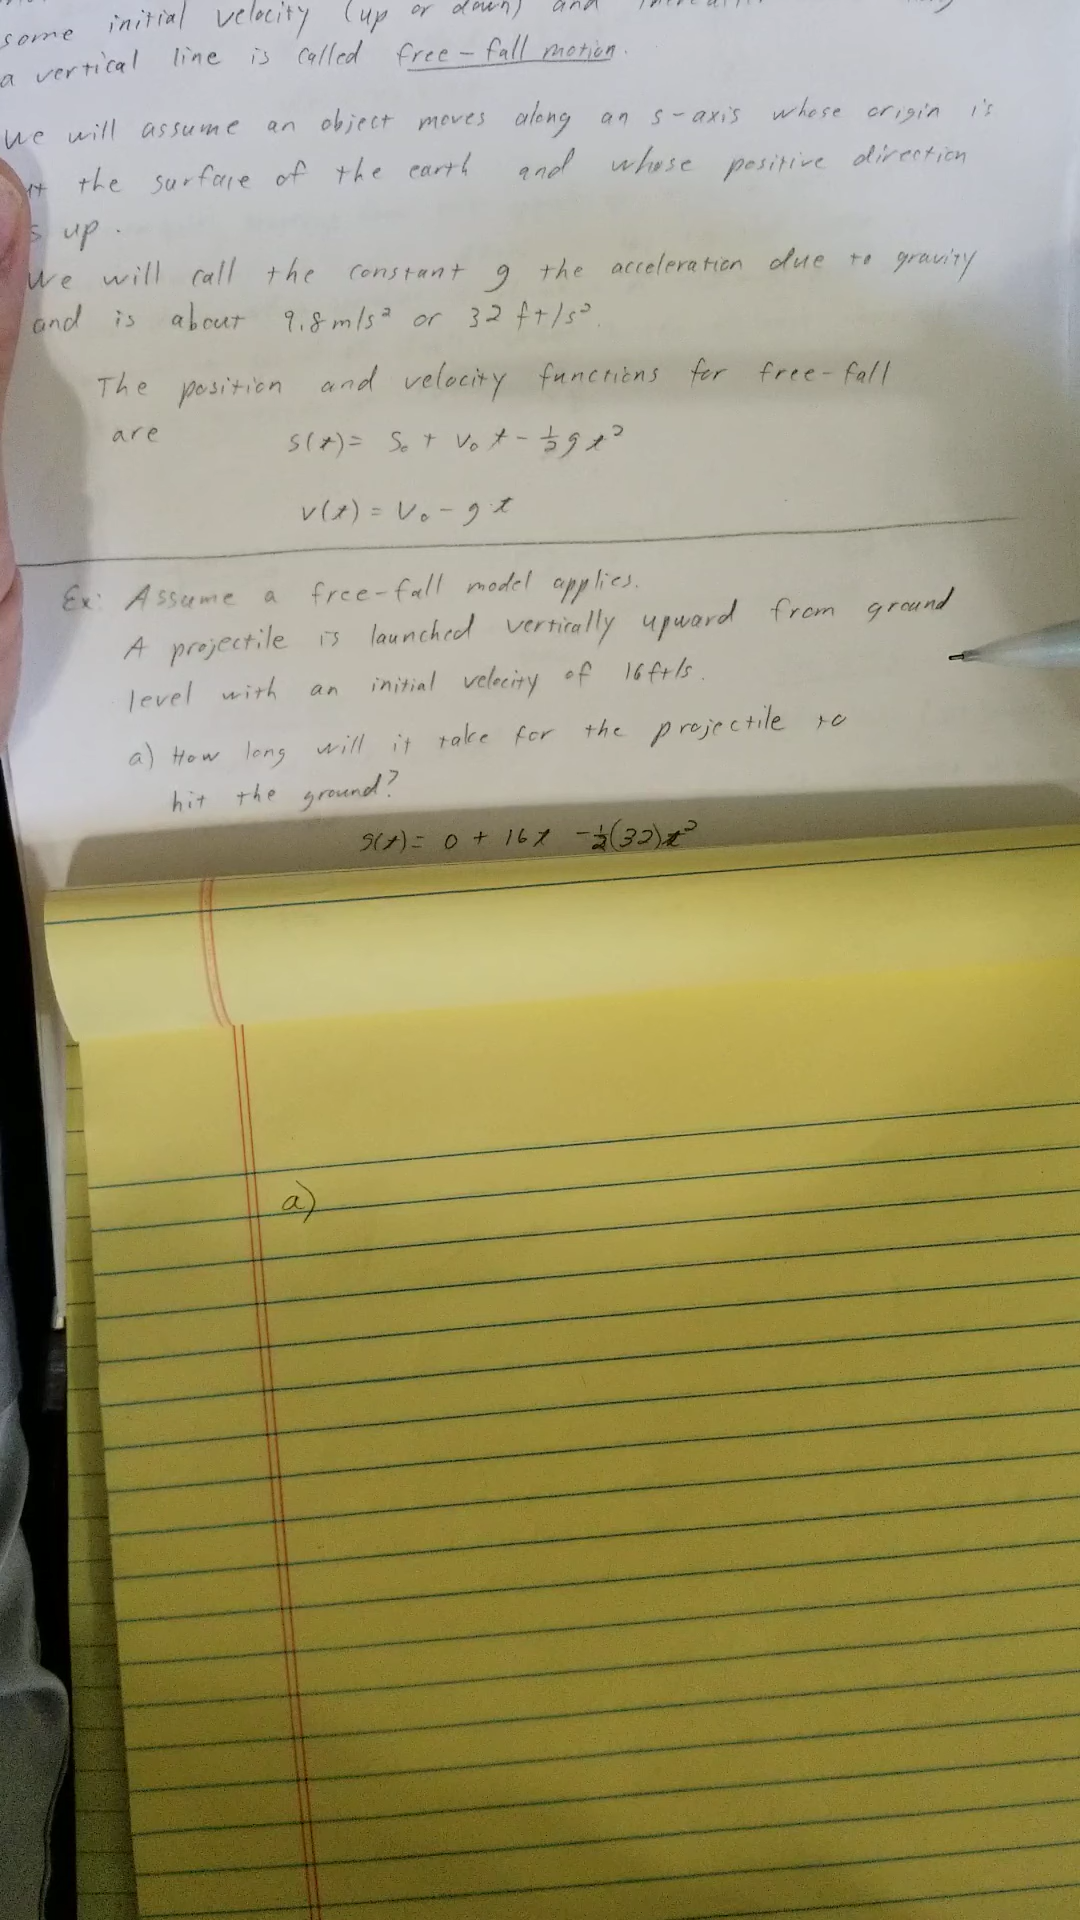 some initial velocity (up or down) and
a vertical line is called free-fall motion.
We will assume an object moves along an s-axis whose origin is
at the surface of the earth and whose positive direction
is up.
We will call the constant g the acceleration due to gravity
and is about 9.8m/s² or 32 ft/s².
The position and velocity functions for free-fall
are s(t) = S₀ + V₀t - ½gt²
v(t) = V₀ - gt
Ex: Assume a free-fall model applies.
A projectile is launched vertically upward from ground
level with an initial velocity of 16ft/s.
a) How long will it take for the projectile to
hit the ground?
s(t) = 0 + 16t - ½(32)t²
a)